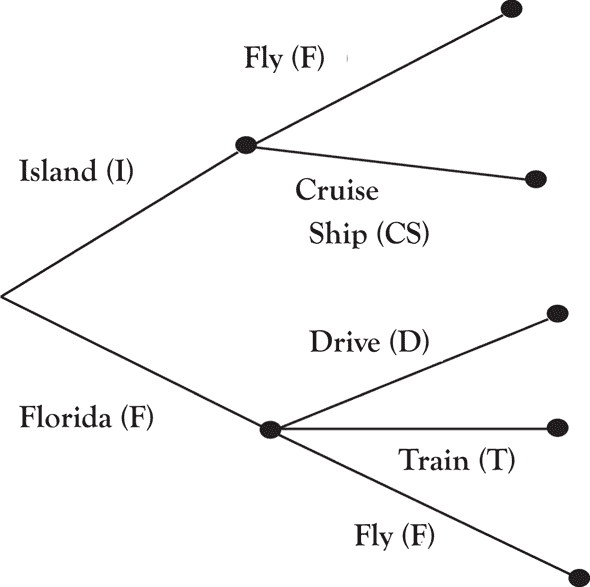 Fly (F)
Island (I)
Cruise
Ship (CS)
Drive (D)
Florida (F)
Train (T)
Fly (F)